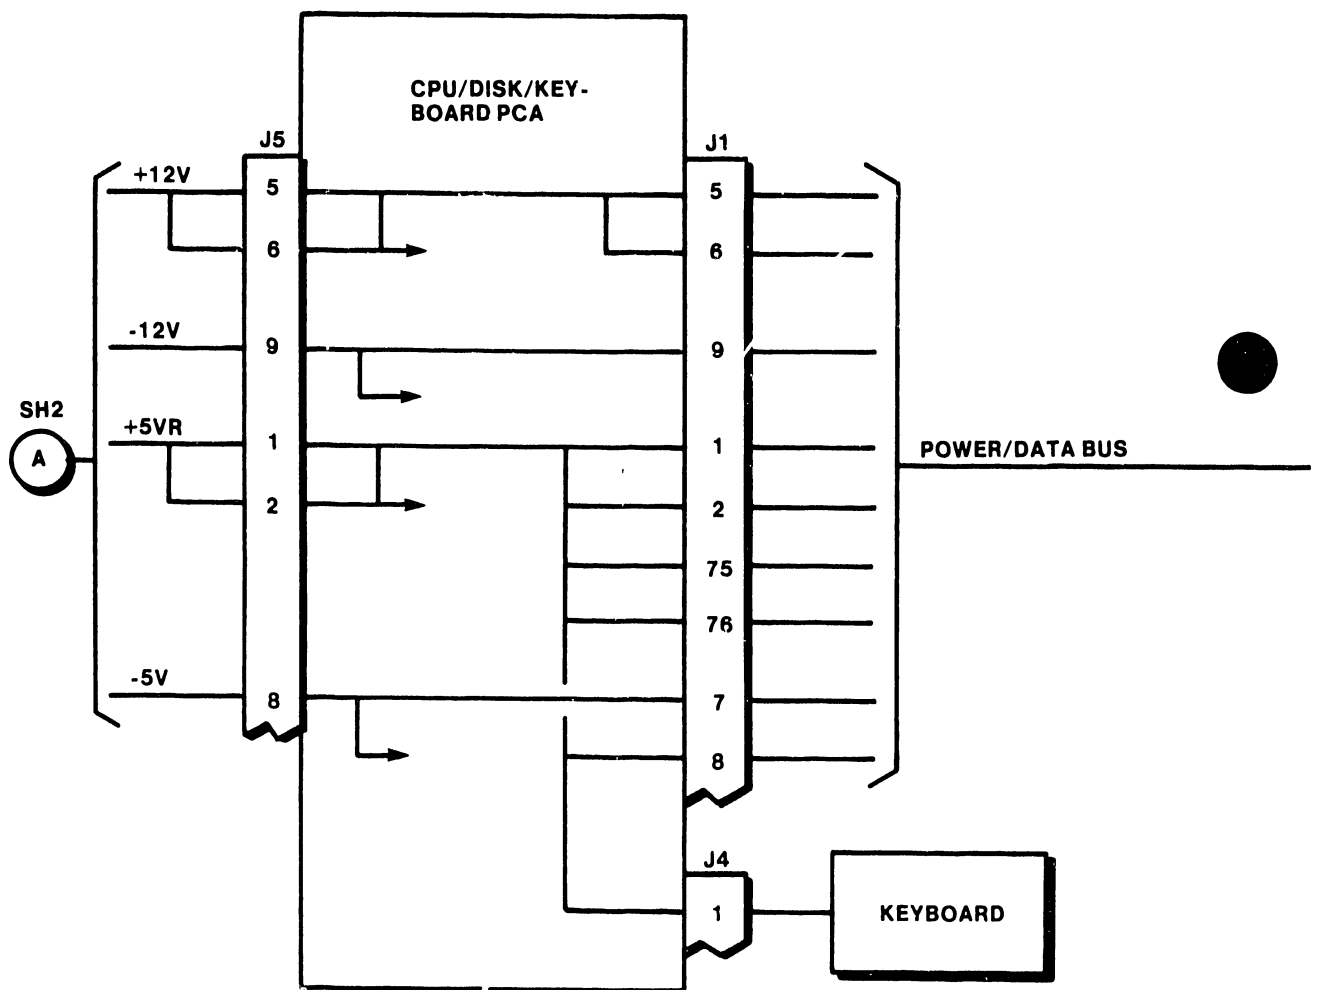 CPU/DISK/KEY-
BOARD PCA
J5
J1
+12V
5
5
6
6
-12V
9
9
SH2
A
+5VR
1
1
POWER/DATA BUS
2
2
75
76
-5V
8
7
8
J4
1
KEYBOARD